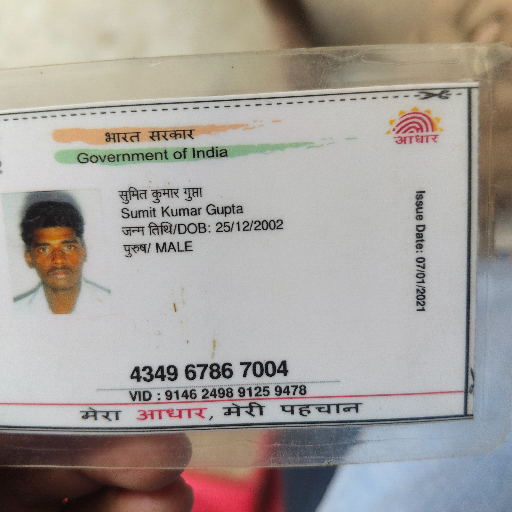 भारत सरकार
Government of India
आधार
सुमित कुमार गुप्ता
Sumit Kumar Gupta
जन्म तिथि/DOB: 25/12/2002
पुरुष/ MALE
Issue Date: 07/01/2021
4349 6786 7004
VID : 9146 2498 9125 9478
मेरा आधार, मेरी पहचान